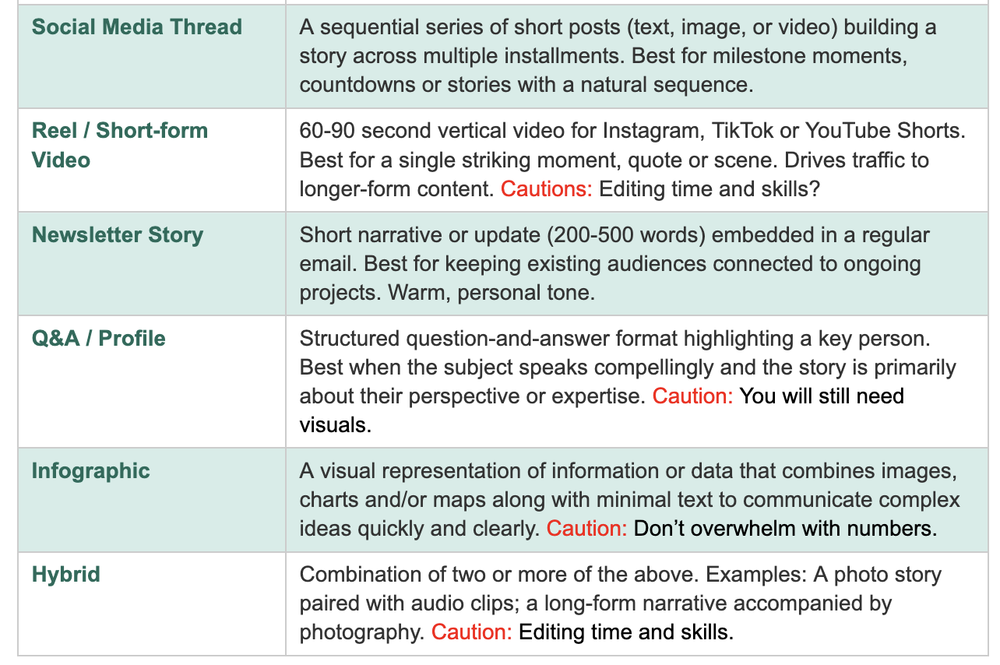 Social Media Thread
A sequential series of short posts (text, image, or video) building a
story across multiple installments. Best for milestone moments,
countdowns or stories with a natural sequence.
Reel / Short-form
Video
60-90 second vertical video for Instagram, TikTok or YouTube Shorts.
Best for a single striking moment, quote or scene. Drives traffic to
longer-form content. Cautions: Editing time and skills?
Newsletter Story
Short narrative or update (200-500 words) embedded in a regular
email. Best for keeping existing audiences connected to ongoing
projects. Warm, personal tone.
Q&A / Profile
Structured question-and-answer format highlighting a key person.
Best when the subject speaks compellingly and the story is primarily
about their perspective or expertise. Caution: You will still need
visuals.
Infographic
A visual representation of information or data that combines images,
charts and/or maps along with minimal text to communicate complex
ideas quickly and clearly. Caution: Don’t overwhelm with numbers.
Hybrid
Combination of two or more of the above. Examples: A photo story
paired with audio clips; a long-form narrative accompanied by
photography. Caution: Editing time and skills.